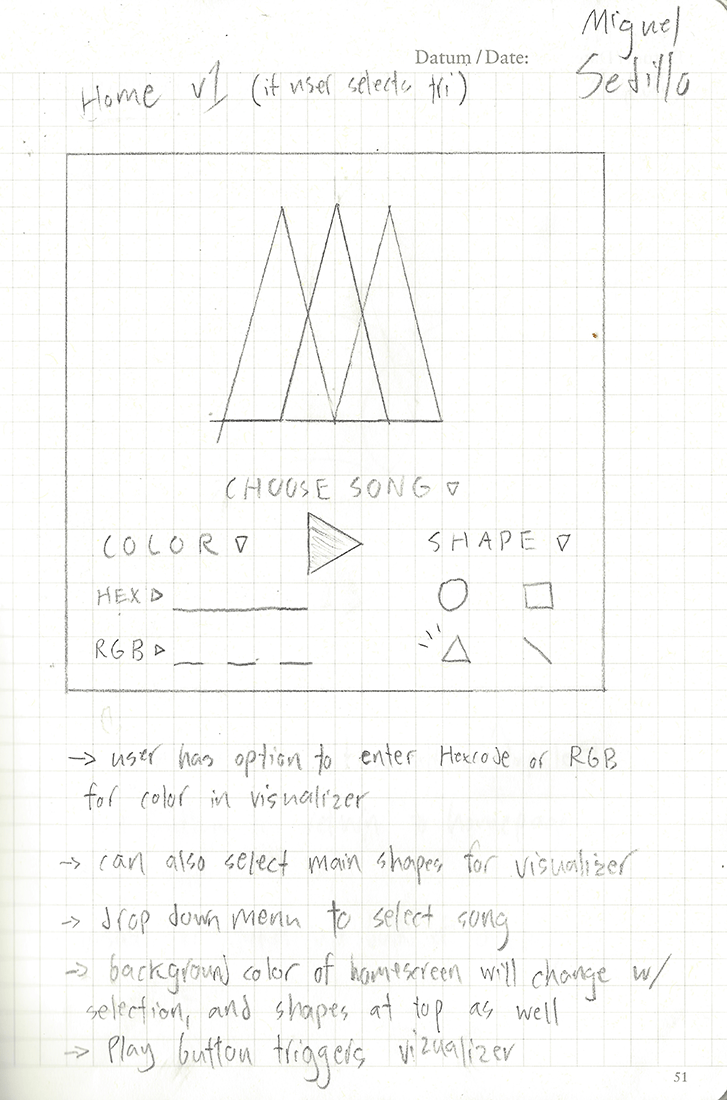 Miguel
Datum / Date:
Sedillo
Home v1 (if user selects tri)
CHOOSE SONG ▽
COLOR ▽
SHAPE ▽
HEX ▷
RGB ▷
→ user has option to enter Hexcode or RGB
for color in visualizer
→ can also select main shapes for visualizer
→ drop down menu to select song
→ background color of homescreen will change w/
selection, and shapes at top as well
→ Play button triggers vizualizer
51